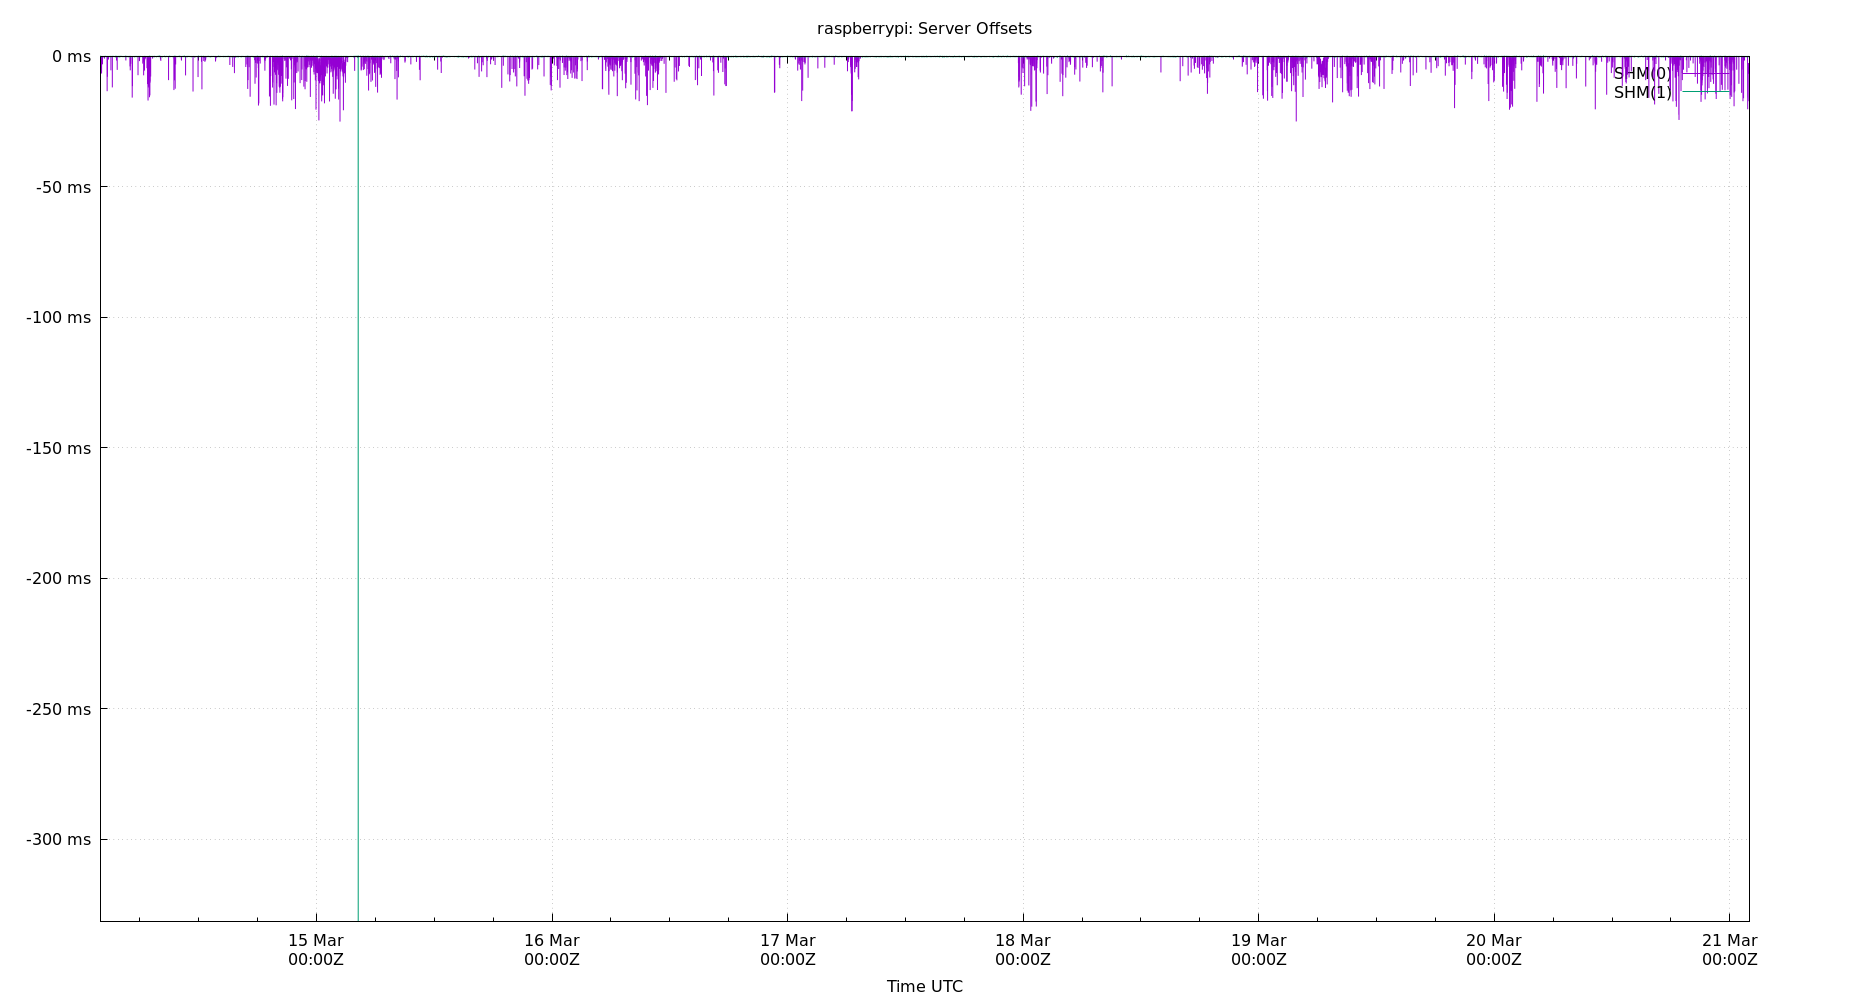 raspberrypi: Server Offsets
0 ms
SHM(0)
SHM(1)
-50 ms
-100 ms
-150 ms
-200 ms
-250 ms
-300 ms
15 Mar 16 Mar 17 Mar 18 Mar 19 Mar 20 Mar 21 Mar
00:00Z 00:00Z 00:00Z 00:00Z 00:00Z 00:00Z 00:00Z
Time UTC